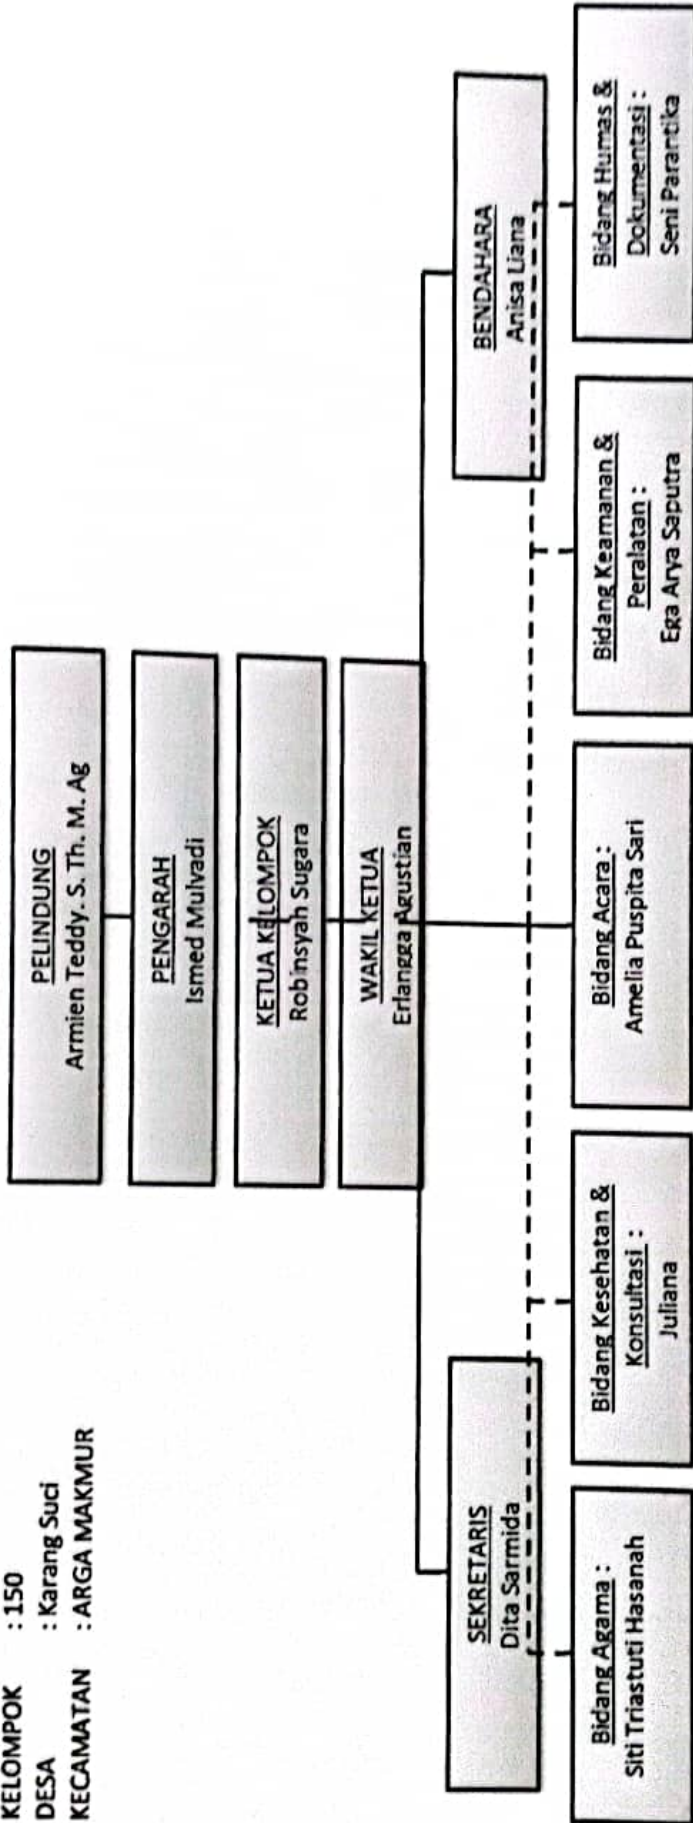 KELOMPOK : 150
DESA : Karang Suci
KECAMATAN : ARGA MAKMUR
PELINDUNG
Armien Teddy. S. Th. M. Ag
PENGARAH
Ismed Mulyadi
KETUA KELOMPOK
Robinsyah Sugara
WAKIL KETUA
Erlangga Agustian
SEKRETARIS
Dita Sarmida
BENDAHARA
Anisa Liana
Bidang Agama :
Siti Triastuti Hasanah
Bidang Kesehatan &
Konsultasi :
Juliana
Bidang Acara :
Amelia Puspita Sari
Bidang Keamanan &
Peralatan :
Ega Arya Saputra
Bidang Humas &
Dokumentasi :
Seni Parantika